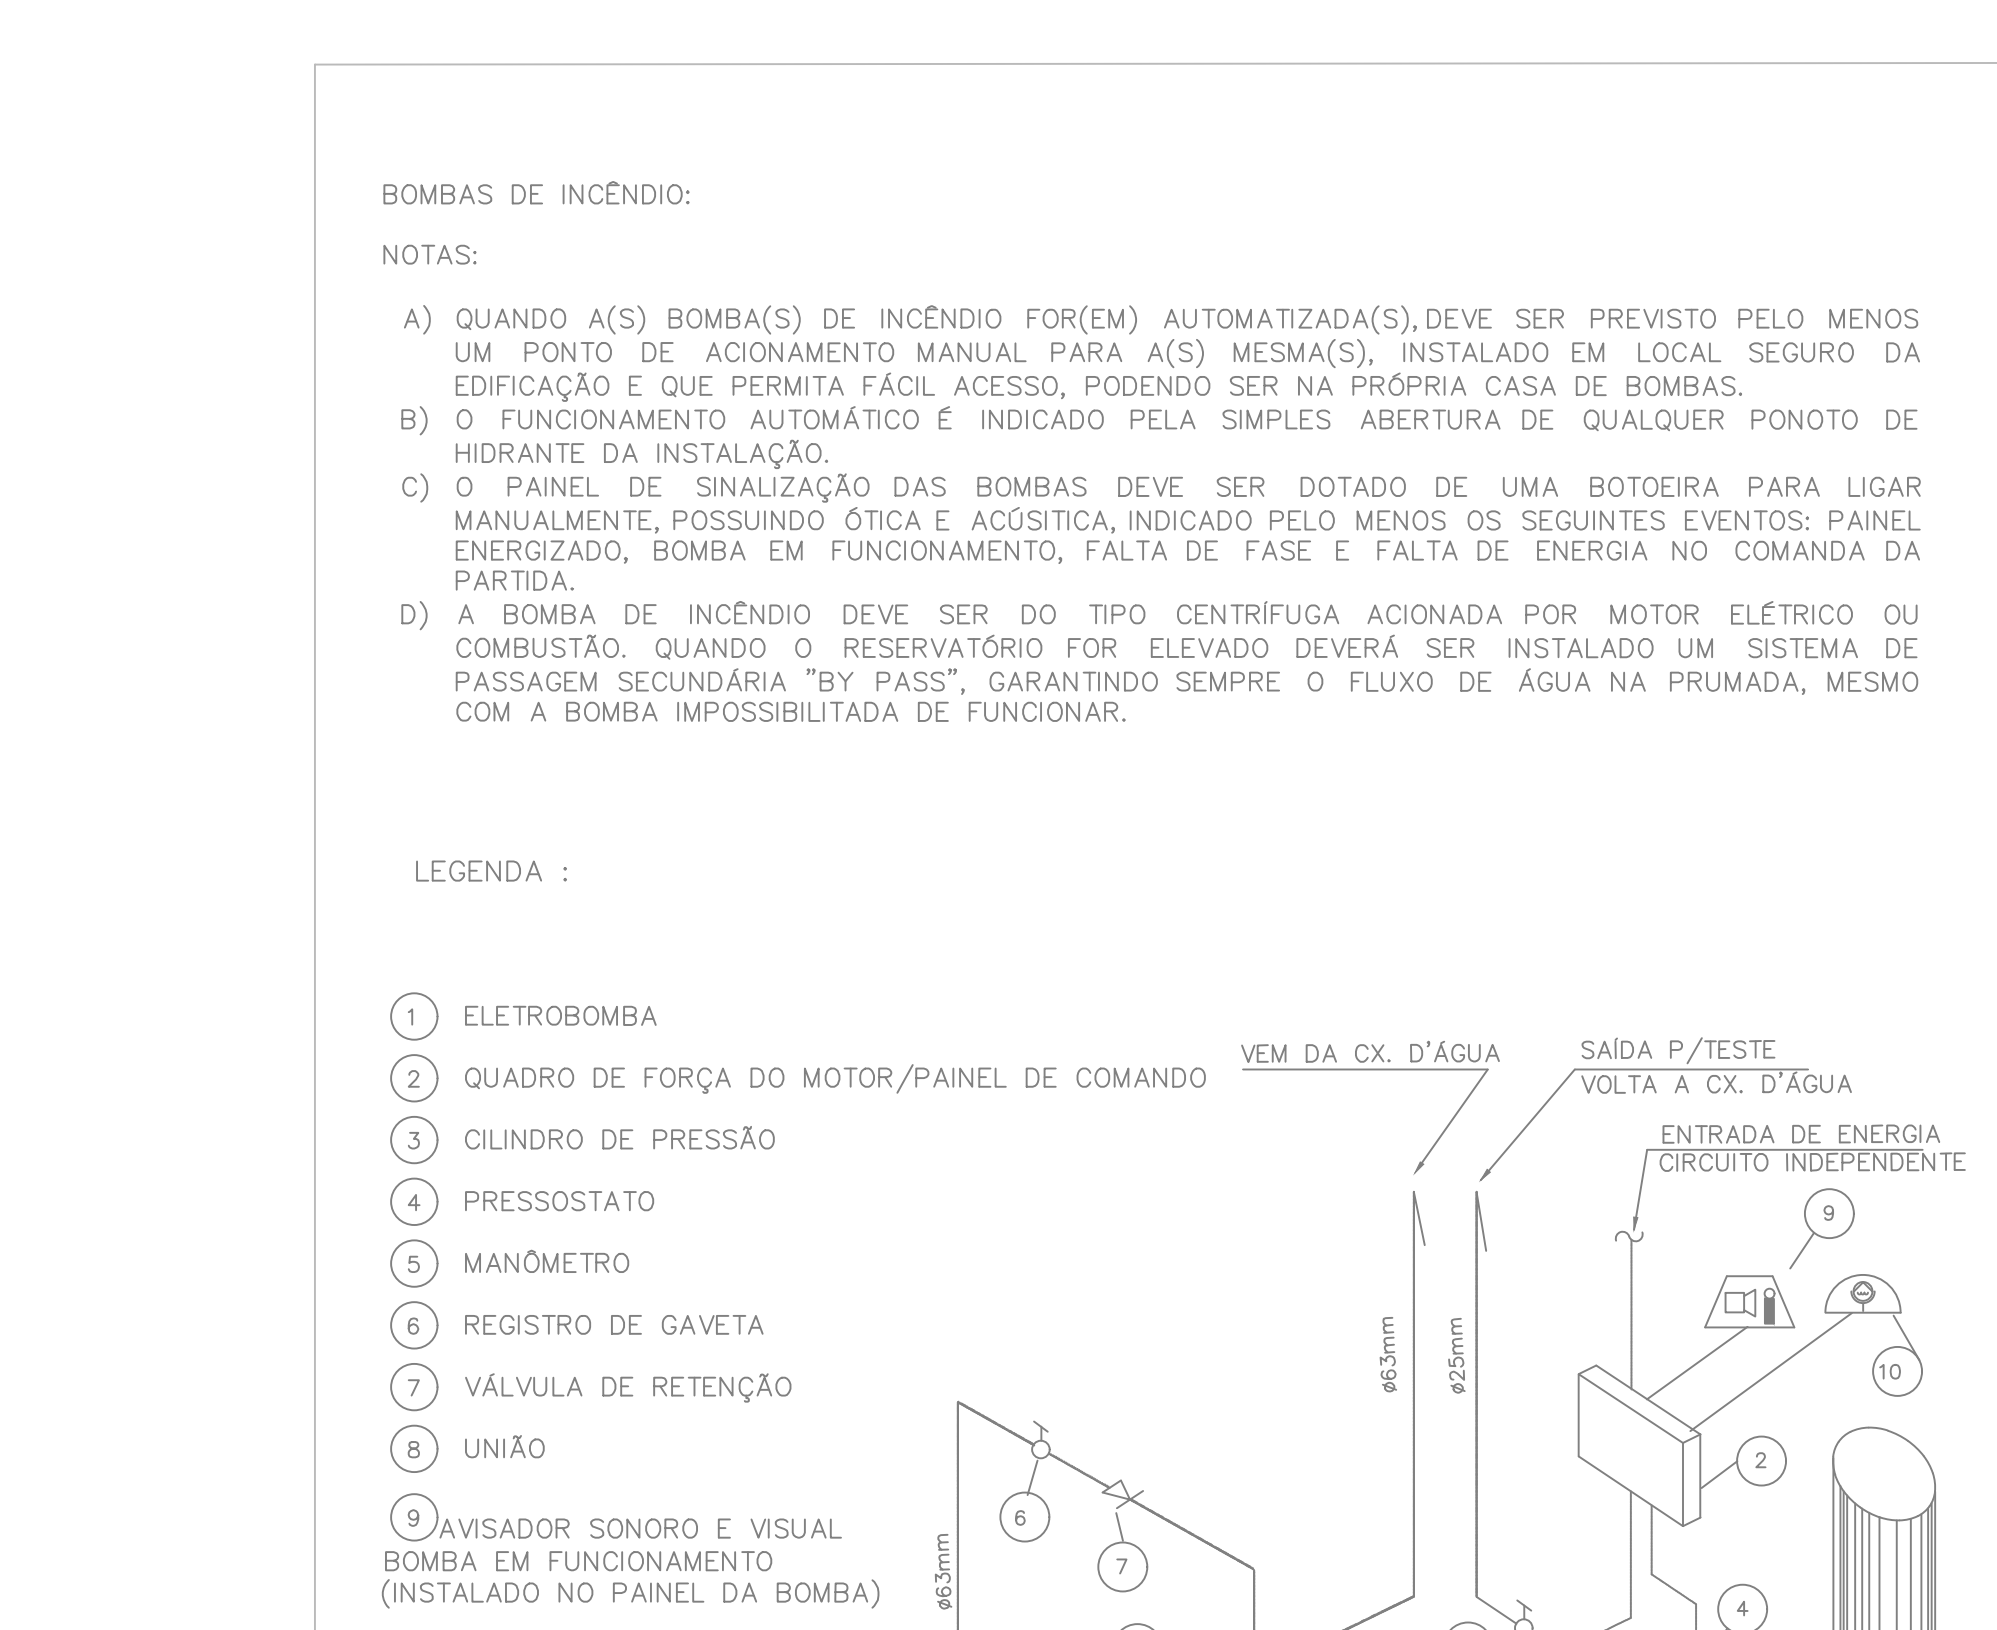 BOMBAS DE INCÊNDIO:
NOTAS:
A) QUANDO A(S) BOMBA(S) DE INCÊNDIO FOR(EM) AUTOMATIZADA(S), DEVE SER PREVISTO PELO MENOS
UM PONTO DE ACIONAMENTO MANUAL PARA A(S) MESMA(S), INSTALADO EM LOCAL SEGURO DA
EDIFICAÇÃO E QUE PERMITA FÁCIL ACESSO, PODENDO SER NA PRÓPRIA CASA DE BOMBAS.
B) O FUNCIONAMENTO AUTOMÁTICO É INDICADO PELA SIMPLES ABERTURA DE QUALQUER PONOTO DE
HIDRANTE DA INSTALAÇÃO.
C) O PAINEL DE SINALIZAÇÃO DAS BOMBAS DEVE SER DOTADO DE UMA BOTOEIRA PARA LIGAR
MANUALMENTE, POSSUINDO ÓTICA E ACÚSITICA, INDICADO PELO MENOS OS SEGUINTES EVENTOS: PAINEL
ENERGIZADO, BOMBA EM FUNCIONAMENTO, FALTA DE FASE E FALTA DE ENERGIA NO COMANDA DA
PARTIDA.
D) A BOMBA DE INCÊNDIO DEVE SER DO TIPO CENTRÍFUGA ACIONADA POR MOTOR ELÉTRICO OU
COMBUSTÃO. QUANDO O RESERVATÓRIO FOR ELEVADO DEVERÁ SER INSTALADO UM SISTEMA DE
PASSAGEM SECUNDÁRIA "BY PASS", GARANTINDO SEMPRE O FLUXO DE ÁGUA NA PRUMADA, MESMO
COM A BOMBA IMPOSSIBILITADA DE FUNCIONAR.
LEGENDA :
1 ELETROBOMBA
2 QUADRO DE FORÇA DO MOTOR/PAINEL DE COMANDO
3 CILINDRO DE PRESSÃO
4 PRESSOSTATO
5 MANÔMETRO
6 REGISTRO DE GAVETA
7 VÁLVULA DE RETENÇÃO
8 UNIÃO
9 AVISADOR SONORO E VISUAL
BOMBA EM FUNCIONAMENTO
(INSTALADO NO PAINEL DA BOMBA)
VEM DA CX. D'ÁGUA
SAÍDA P/TESTE
VOLTA A CX. D'ÁGUA
ENTRADA DE ENERGIA
CIRCUITO INDEPENDENTE
9
10
ø63mm
ø25mm
2
6
7
ø63mm
4